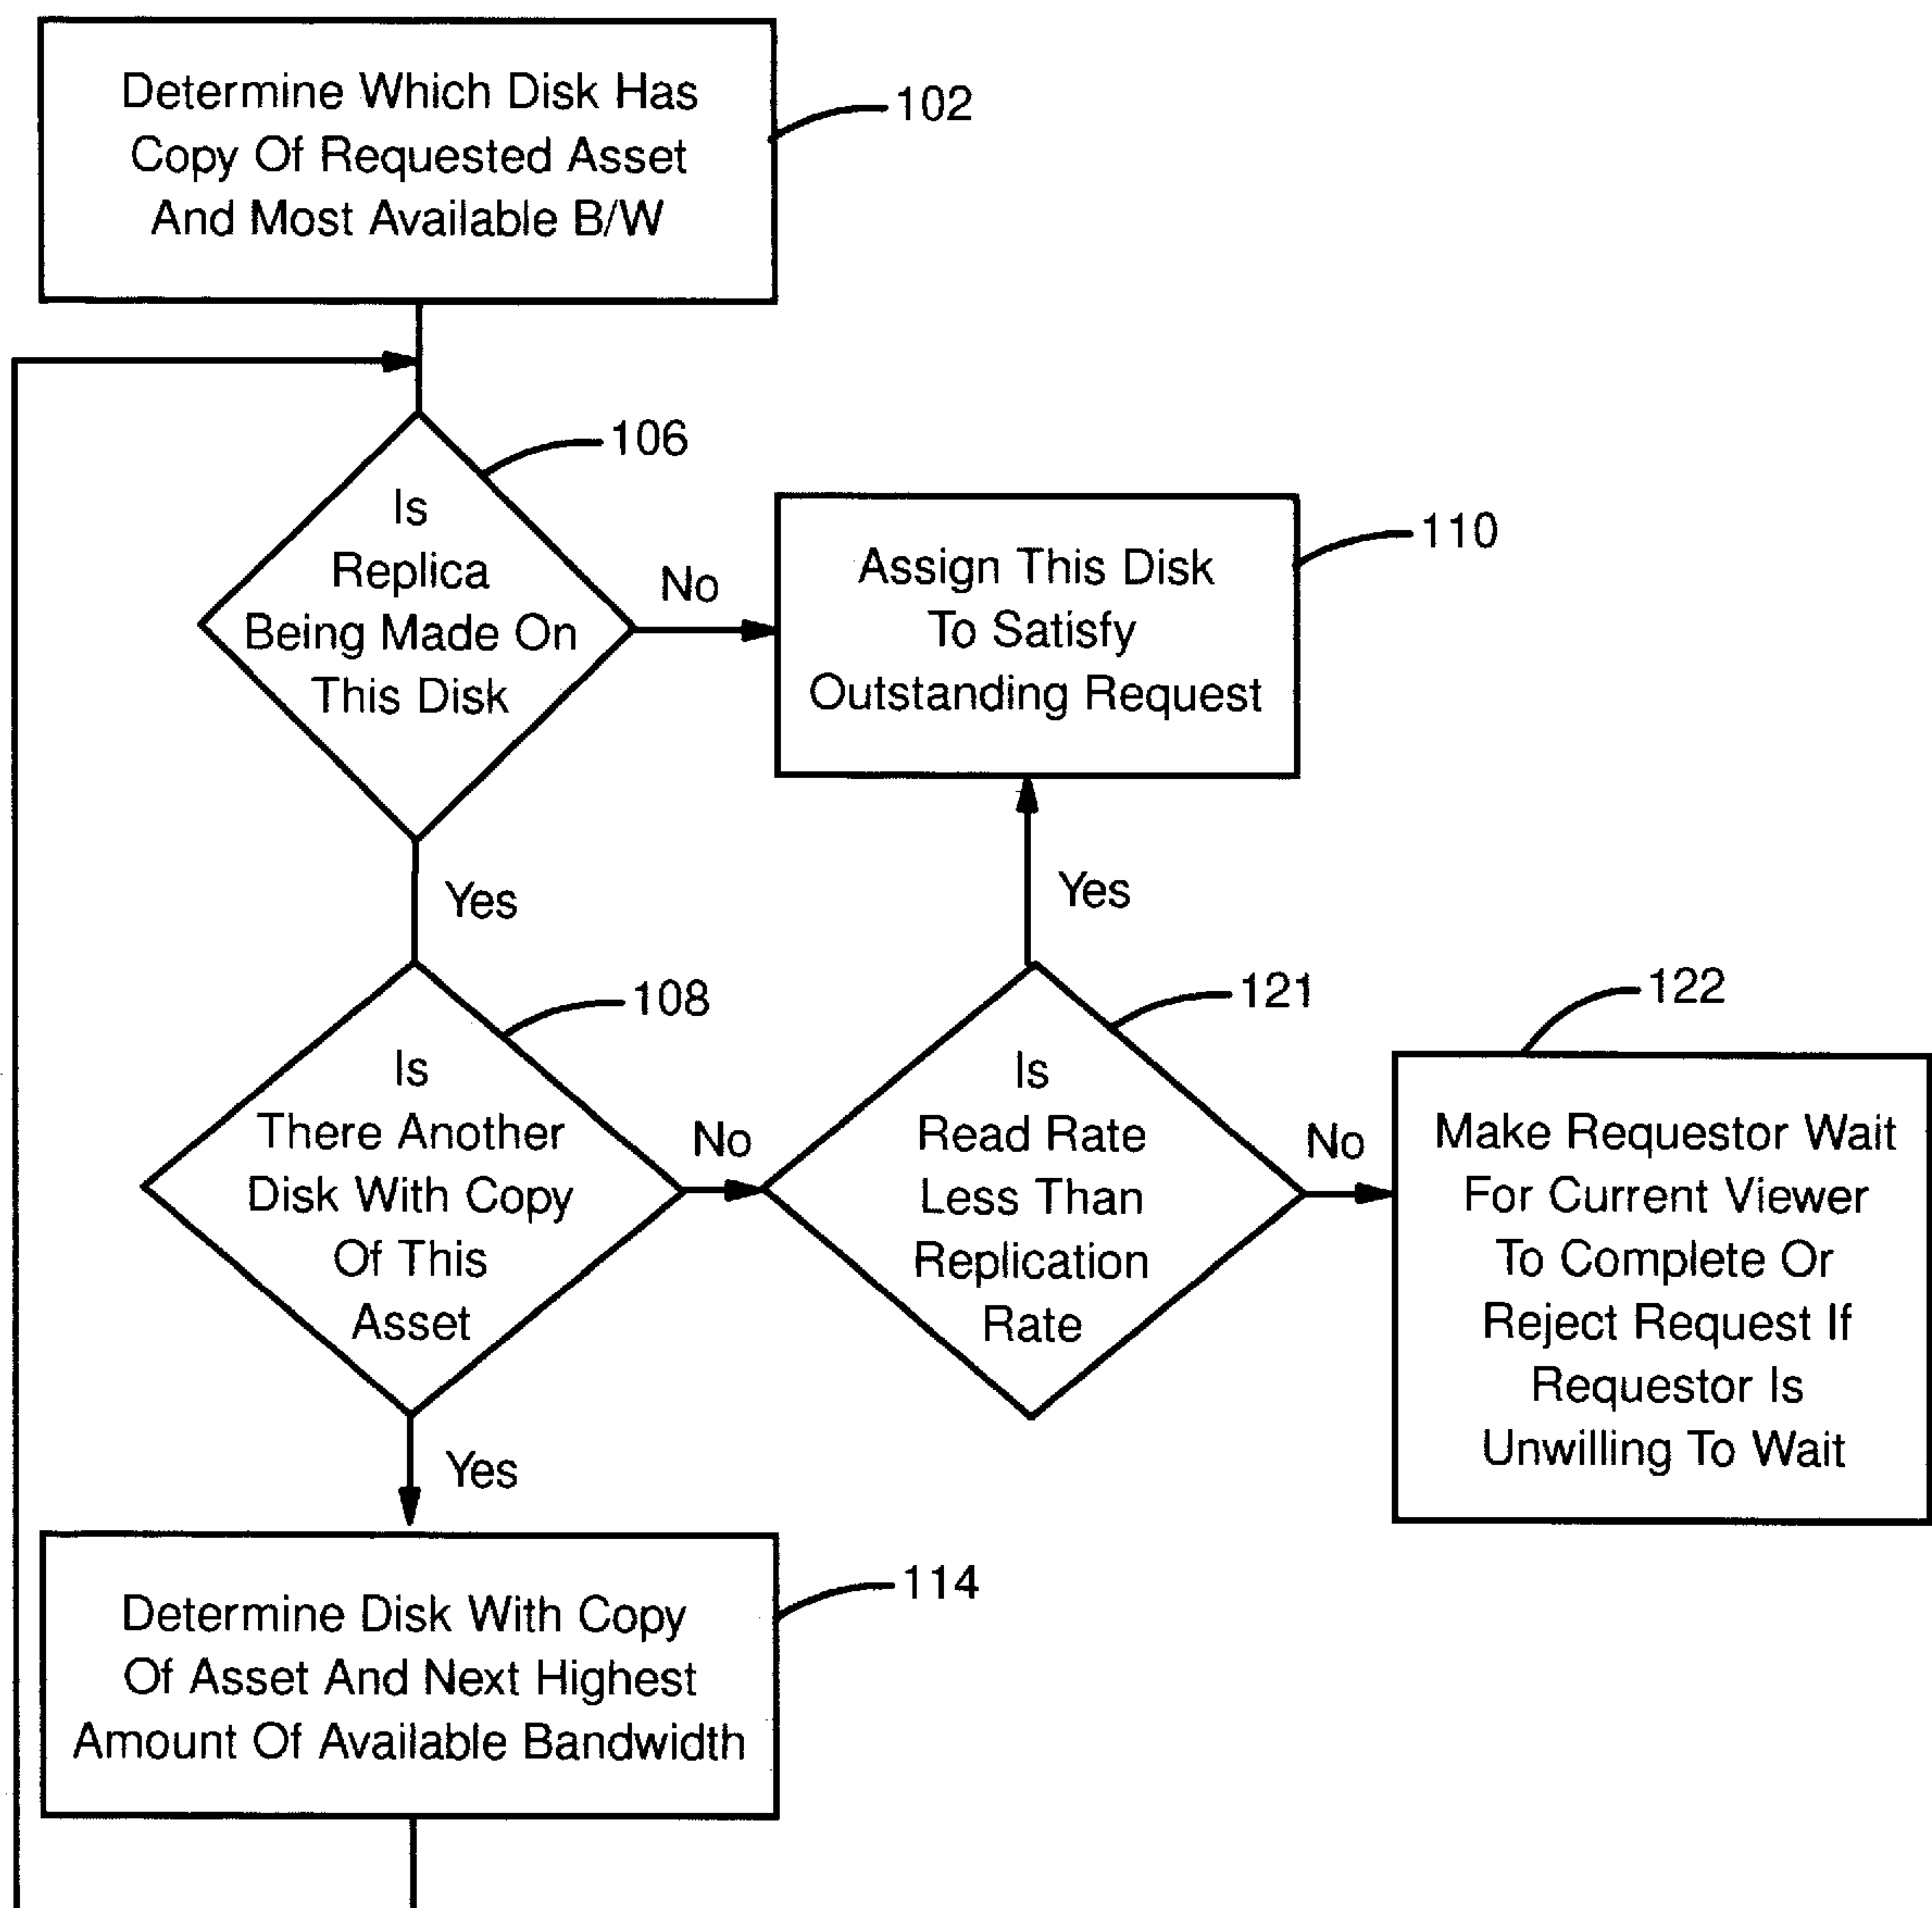 Determine Which Disk Has
Copy Of Requested Asset
And Most Available B/W
102
Is
Replica
Being Made On
This Disk
106
No
Assign This Disk
To Satisfy
Outstanding Request
110
Yes
Is
There Another
Disk With Copy
Of This
Asset
108
No
Is
Read Rate
Less Than
Replication
Rate
121
Yes
No
Make Requestor Wait
For Current Viewer
To Complete Or
Reject Request If
Requestor Is
Unwilling To Wait
122
Yes
Determine Disk With Copy
Of Asset And Next Highest
Amount Of Available Bandwidth
114